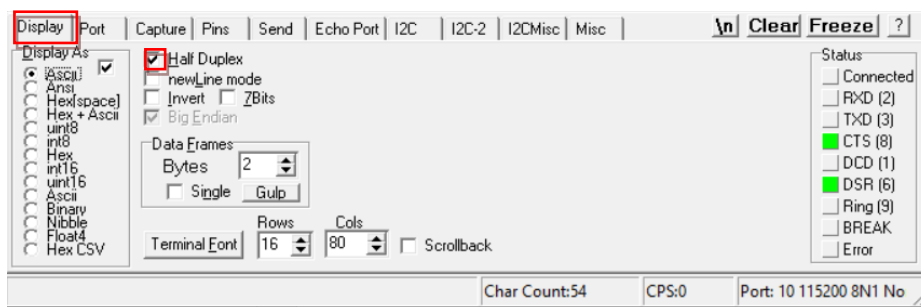 Display Port Capture Pins Send Echo Port I2C I2C-2 I2CMisc Misc \n Clear Freeze ?
Display As
Ascii
Ansi
Hex[space]
Hex + Ascii
uint8
int8
Hex
int16
uint16
Ascii
Binary
Nibble
Float4
Hex CSV
Half Duplex
newLine mode
Invert 7Bits
Big Endian
Data Frames
Bytes 2
Single Gulp
Rows Cols
Terminal Font 16 80 Scrollback
Status
Connected
RXD (2)
TXD (3)
CTS (8)
DCD (1)
DSR (6)
Ring (9)
BREAK
Error
Char Count:54 CPS:0 Port: 10 115200 8N1 No